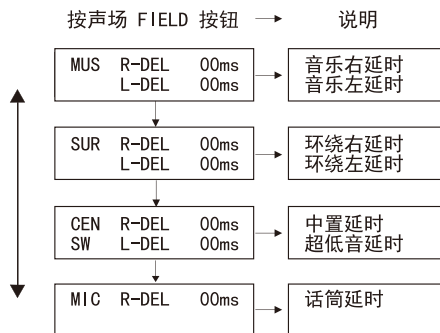 按声场 FIELD 按钮 说明
MUS R-DEL 00ms 音乐右延时
L-DEL 00ms 音乐左延时
SUR R-DEL 00ms 环绕右延时
L-DEL 00ms 环绕左延时
CEN R-DEL 00ms 中置延时
SW L-DEL 00ms 超低音延时
MIC R-DEL 00ms 话筒延时